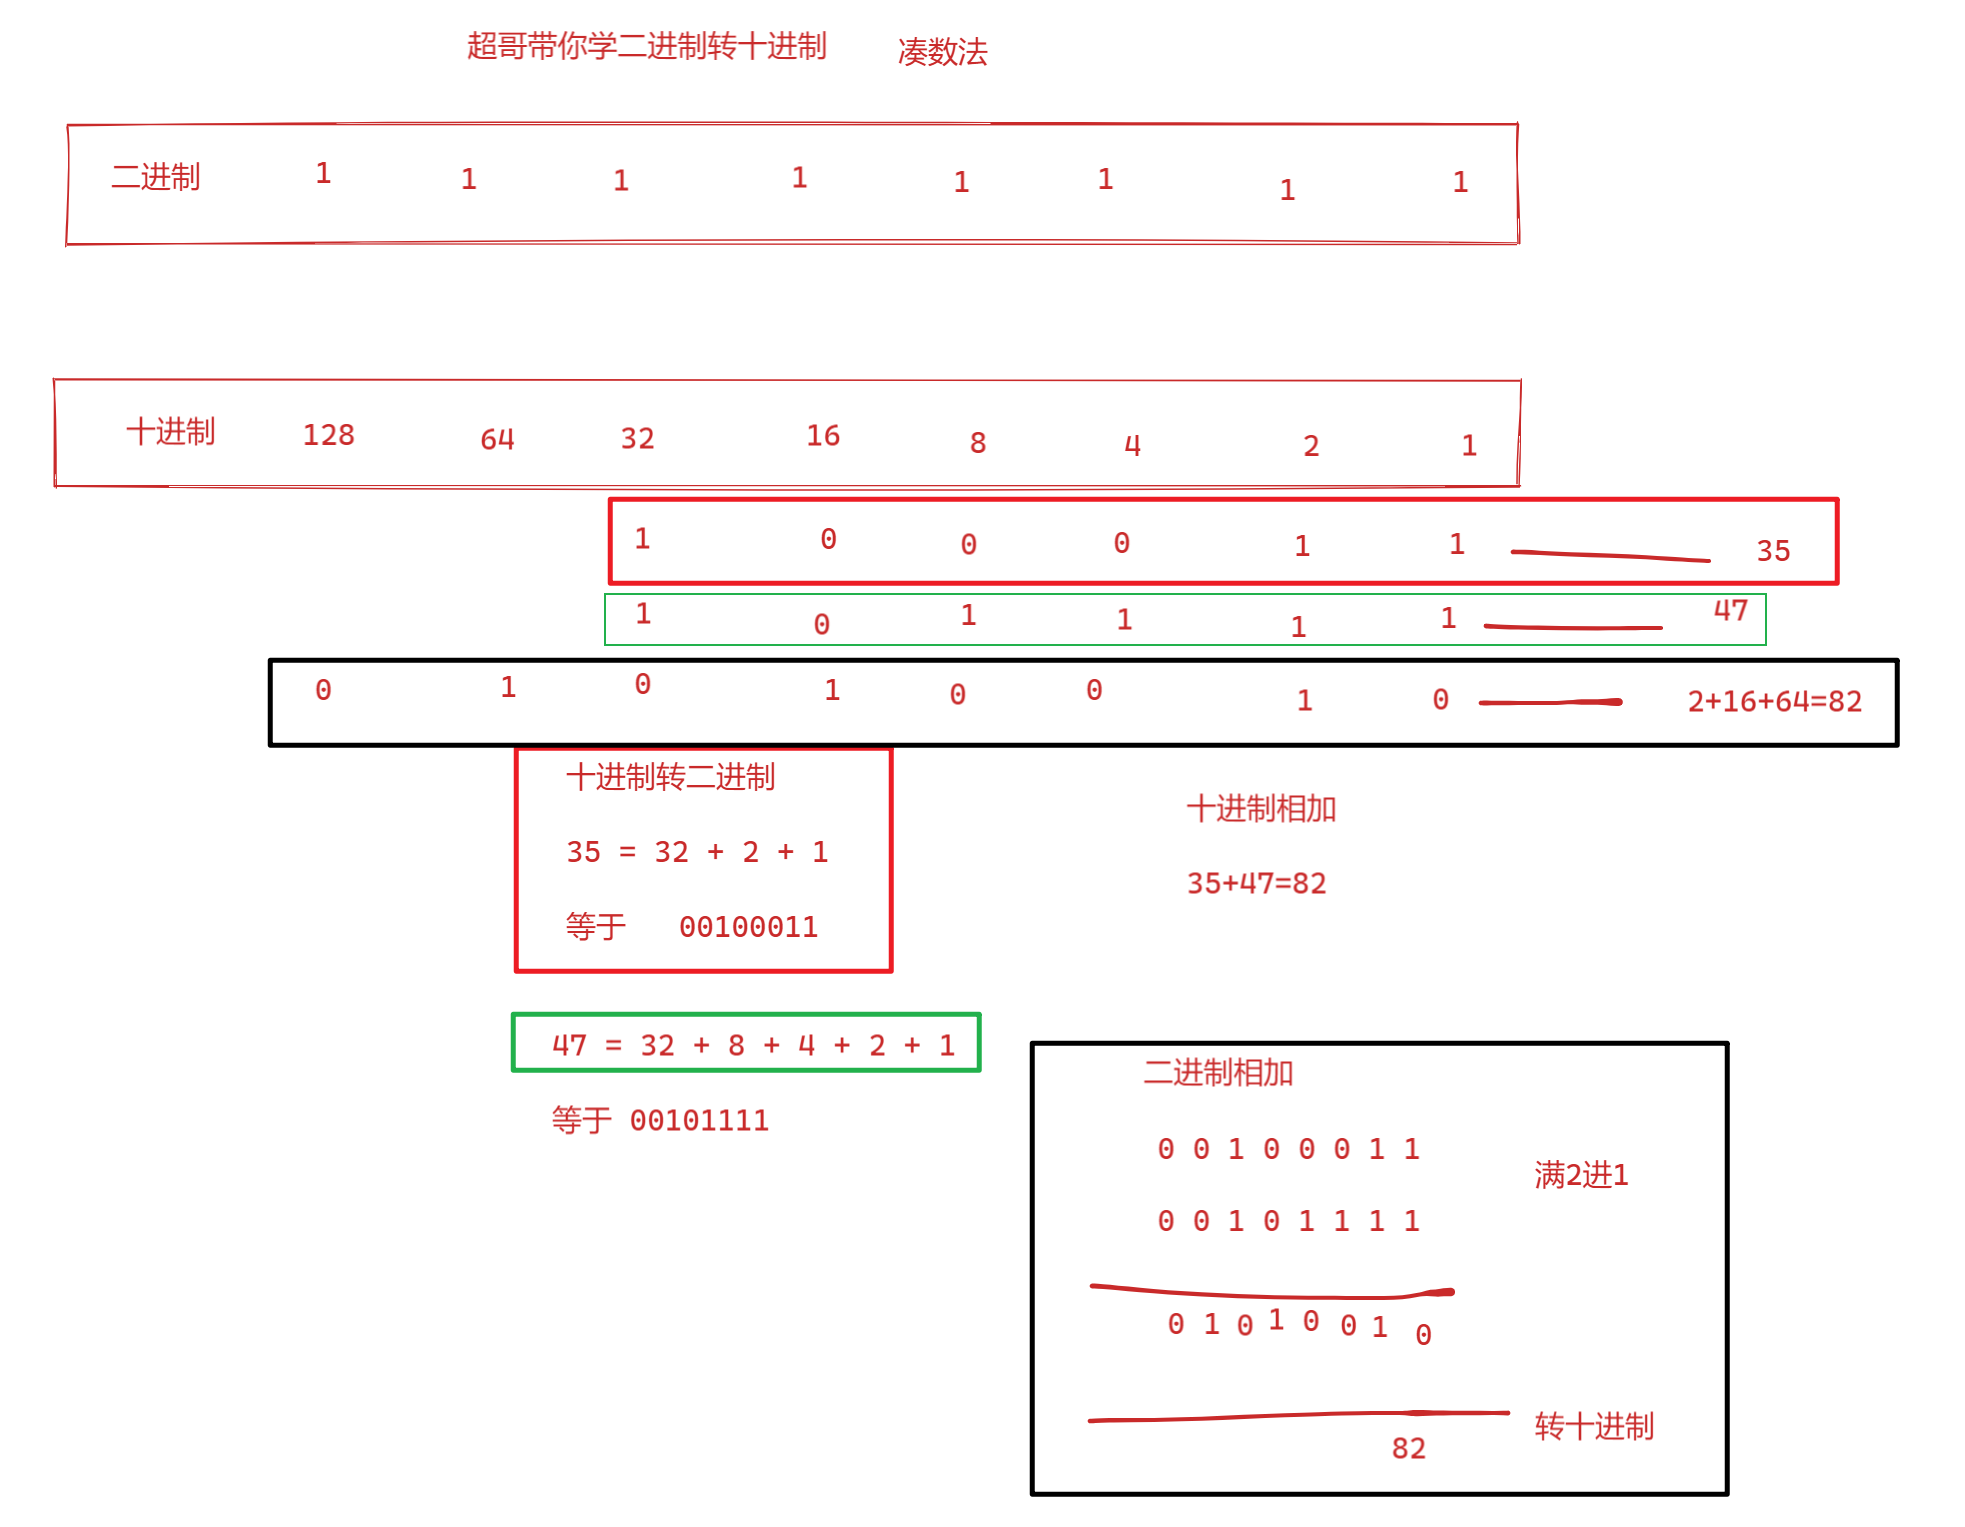 超哥带你学二进制转十进制 凑数法
二进制 1 1 1 1 1 1 1 1
十进制 128 64 32 16 8 4 2 1
1 0 0 0 1 1 35
1 0 1 1 1 1 47
0 1 0 1 0 0 1 0 2+16+64=82
十进制转二进制
35 = 32 + 2 + 1
等于 00100011
十进制相加
35+47=82
47 = 32 + 8 + 4 + 2 + 1
等于 00101111
二进制相加
0 0 1 0 0 0 1 1
满2进1
0 0 1 0 1 1 1 1
0 1 0 1 0 0 1 0
转十进制
82